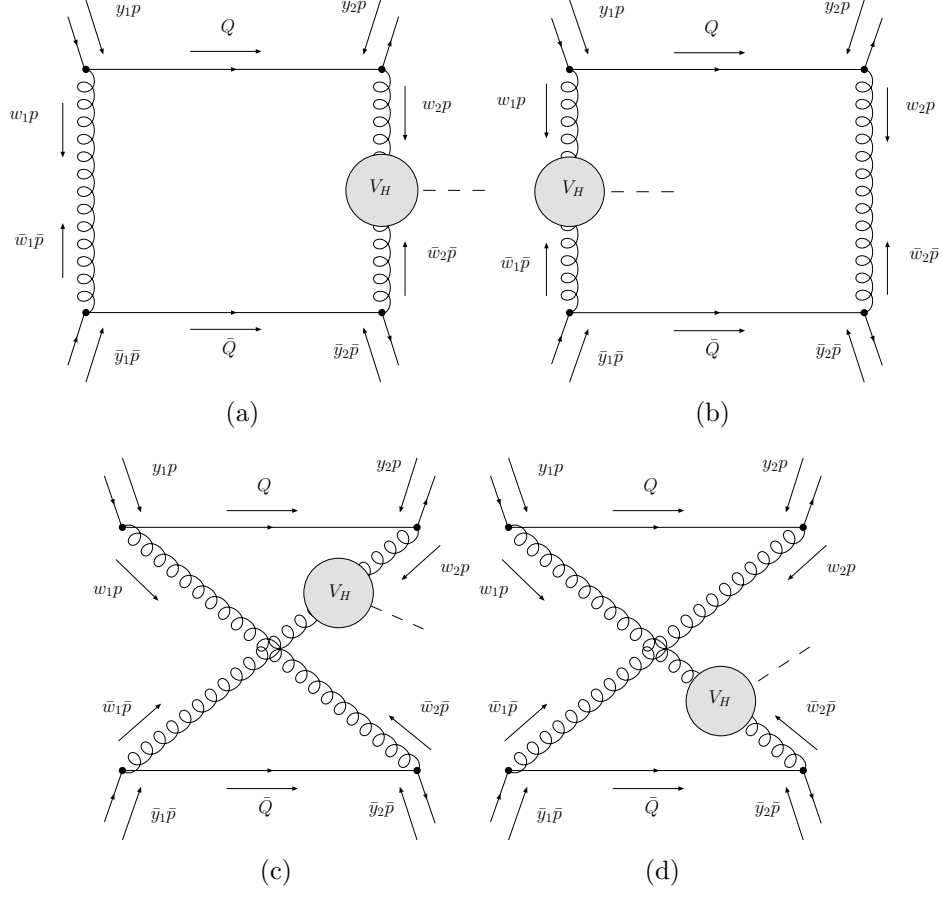 y₁p Q y₂p y₁p Q y₂p
w₁p w₂p w₁p w₂p
V_H V_H
w̄₁p̄ w̄₂p̄ w̄₁p̄ w̄₂p̄
ȳ₁p̄ Q̄ ȳ₂p̄ ȳ₁p̄ Q̄ ȳ₂p̄
(a) (b)
y₁p Q y₂p y₁p Q y₂p
w₁p V_H w₂p w₁p w₂p
w̄₁p̄ w̄₂p̄ w̄₁p̄ V_H w̄₂p̄
ȳ₁p̄ Q̄ ȳ₂p̄ ȳ₁p̄ Q̄ ȳ₂p̄
(c) (d)